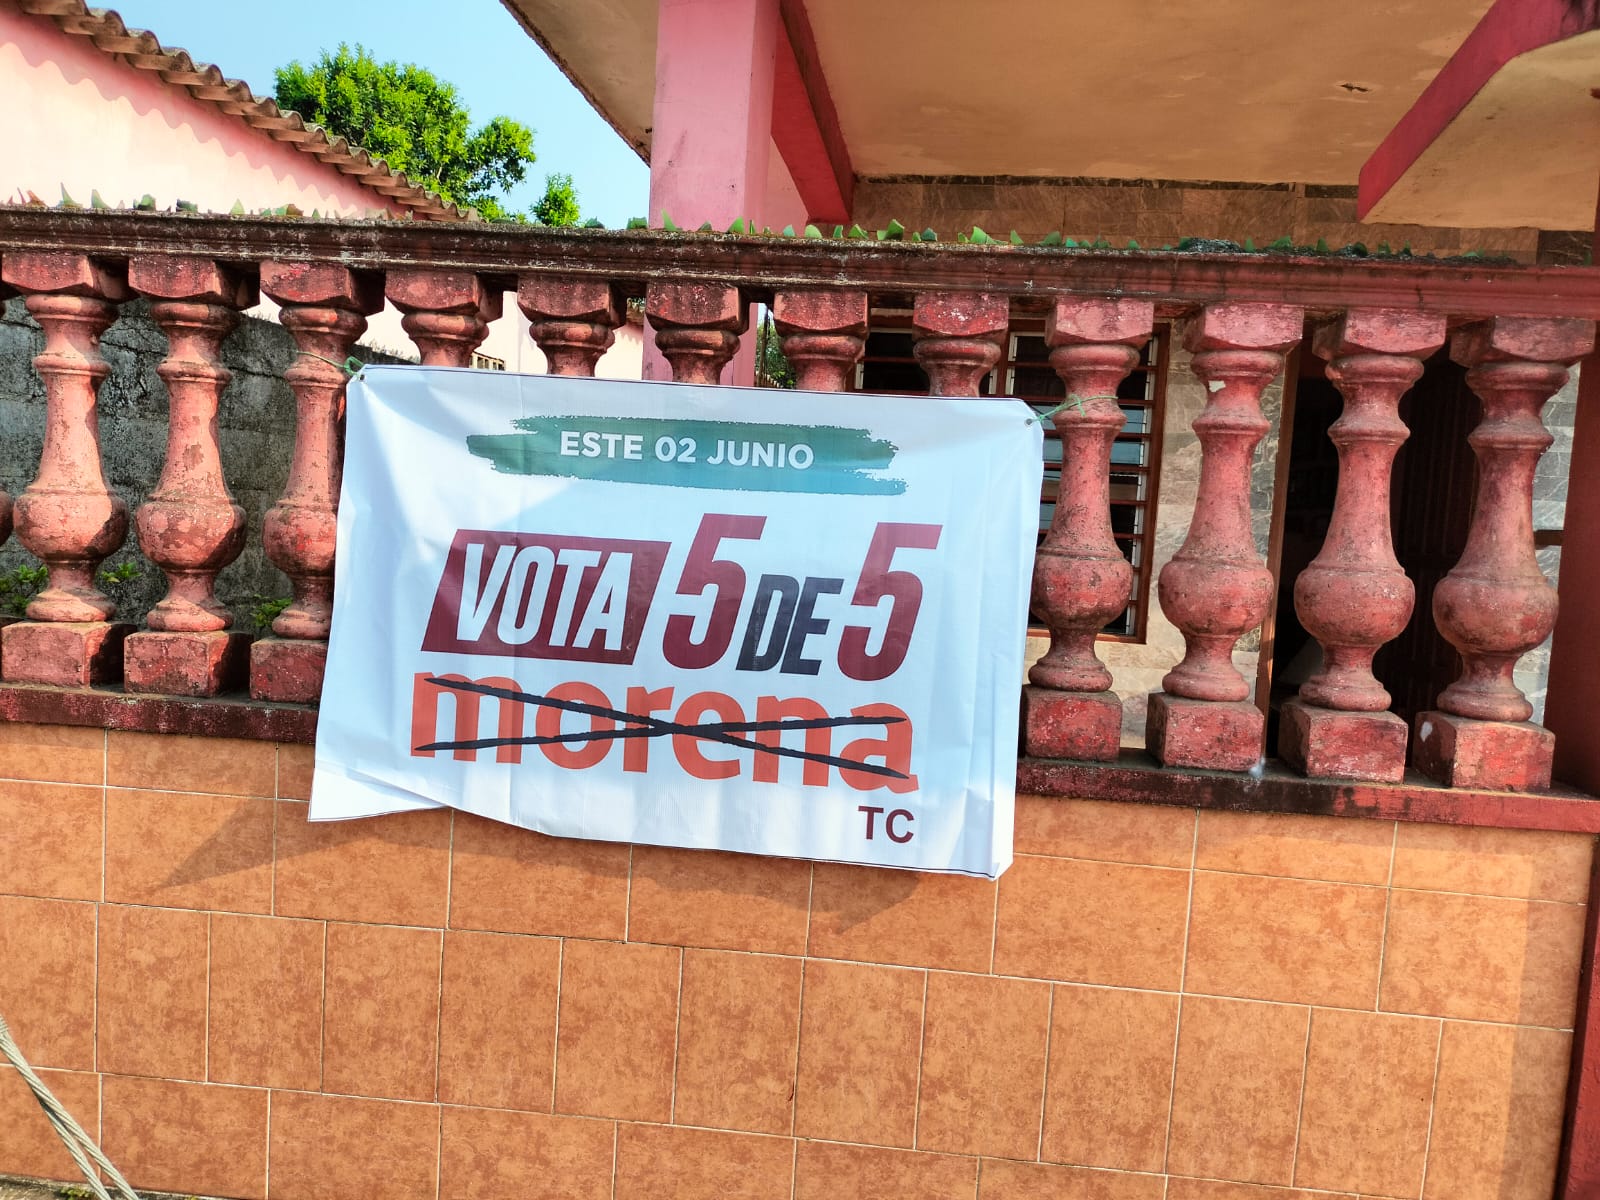 ESTE 02 JUNIO
VOTA 5 DE 5
morena
TC